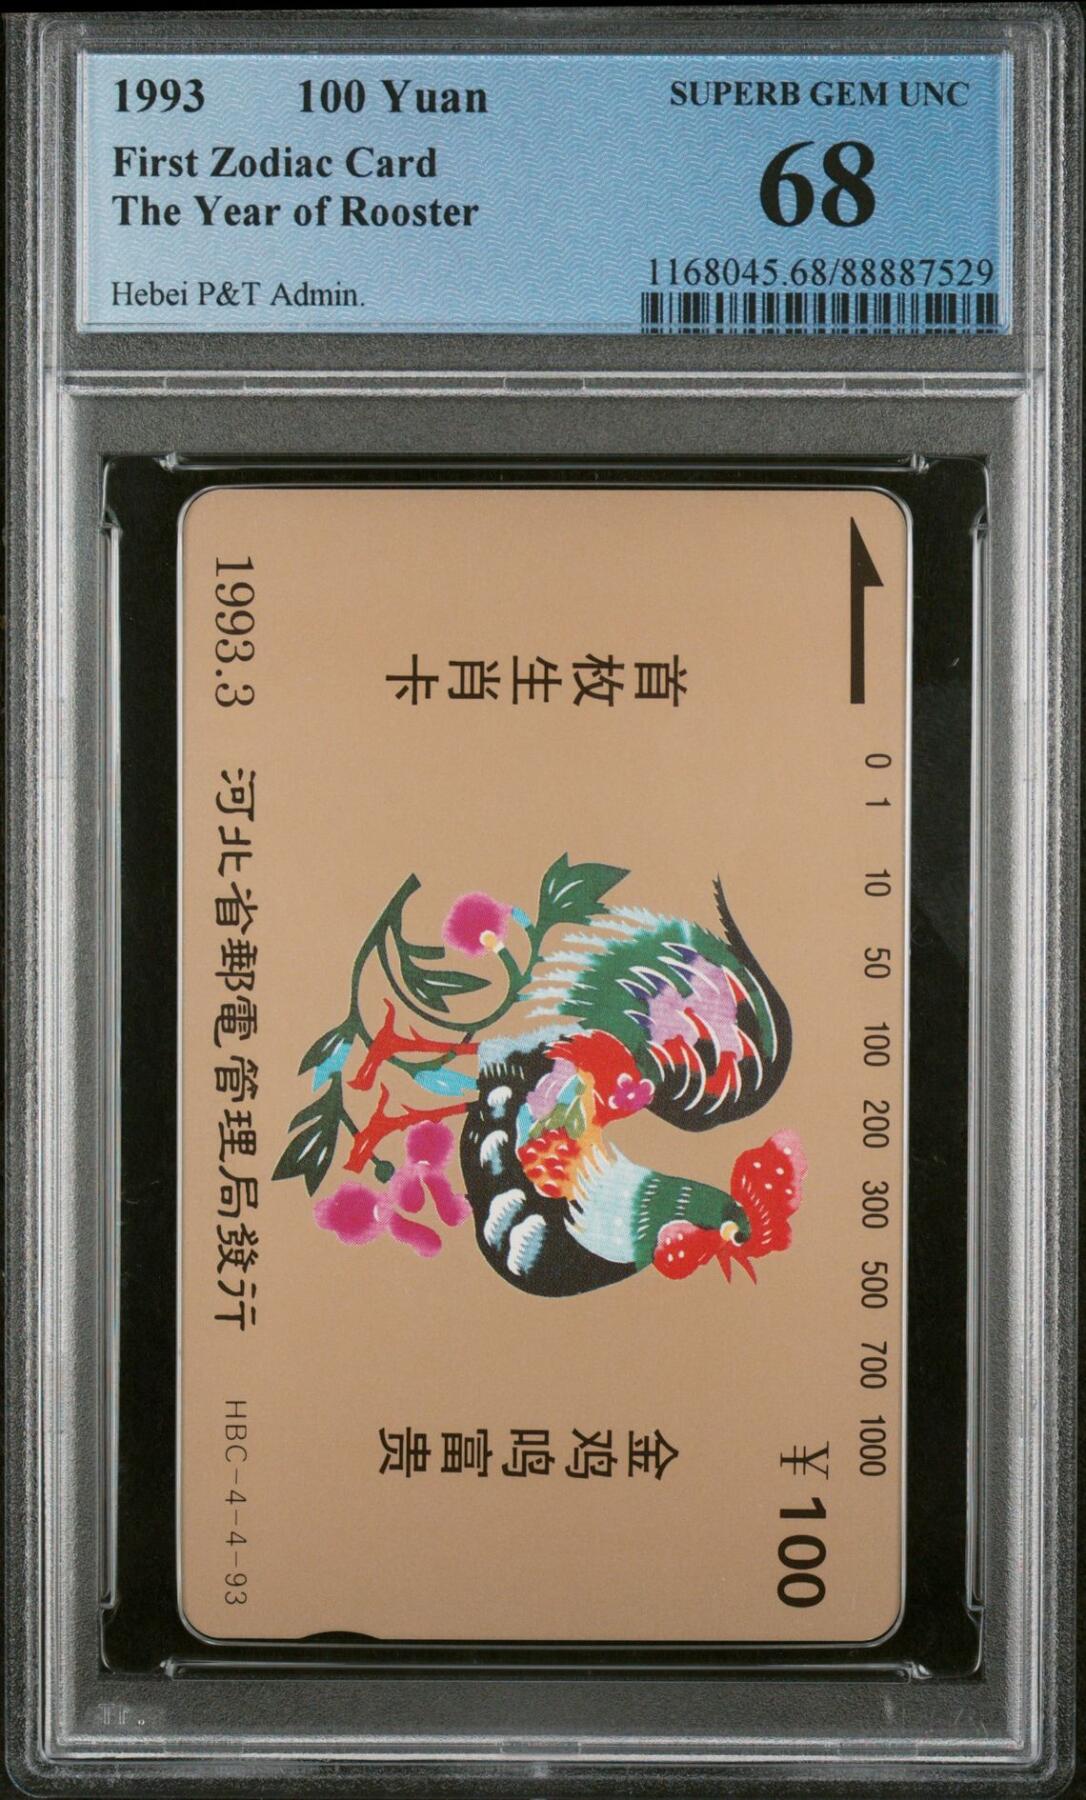 1993 100 Yuan
SUPERB GEM UNC
First Zodiac Card
68
The Year of Rooster
1168045.68/88887529
Hebei P&T Admin.
0 1 10 50 100 200 300 500 700 1000
¥100
首枚生肖卡
金鸡鸣富贵
1993.3 河北省郵電管理局發行 HBC-4-4-93